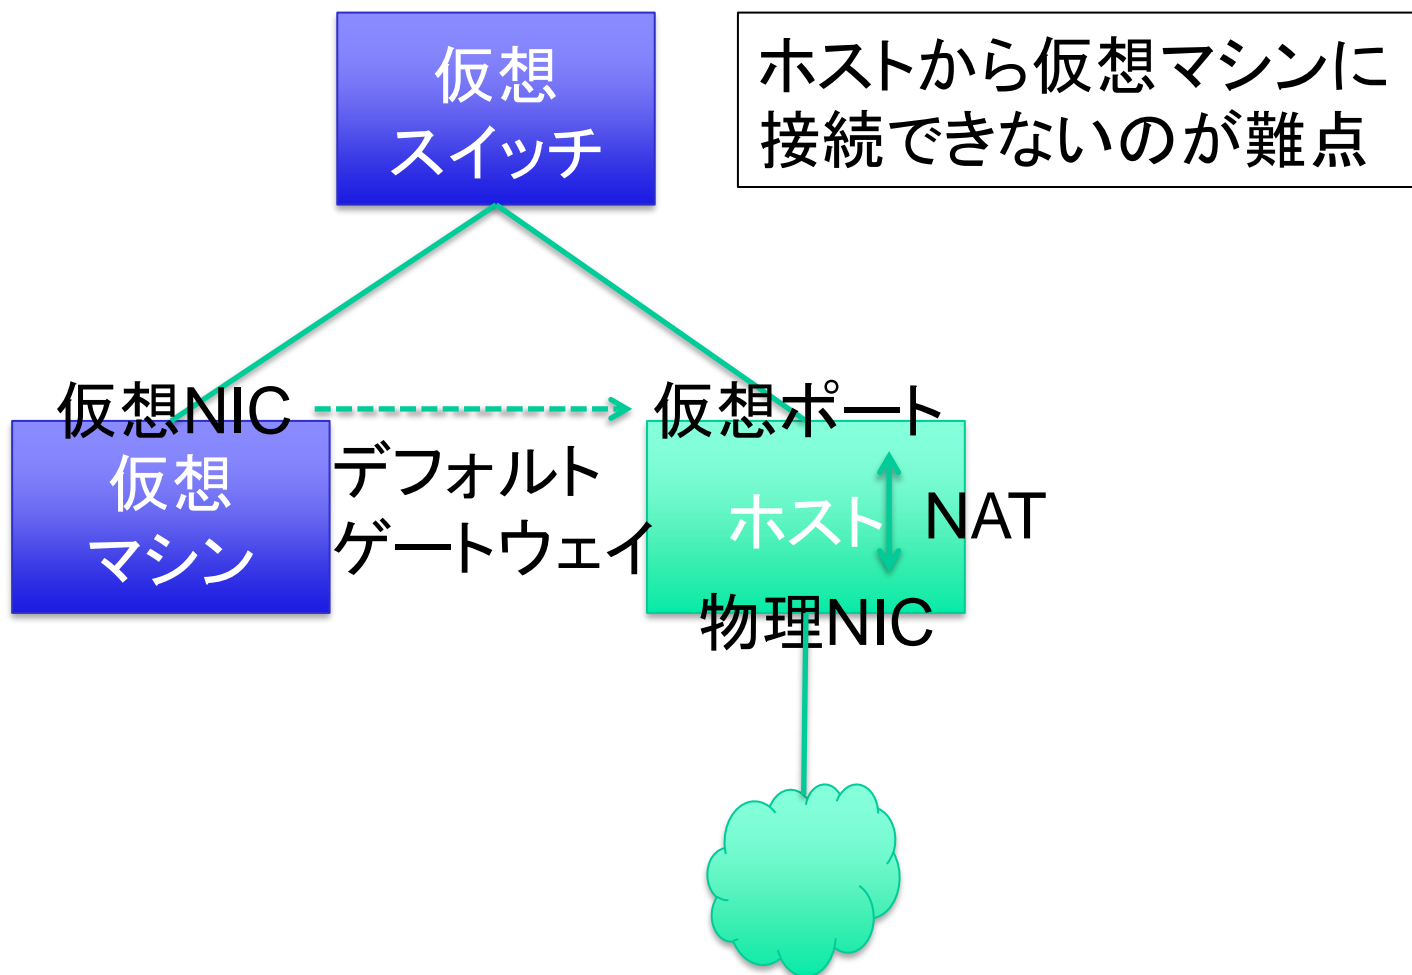 仮想
スイッチ
ホストから仮想マシンに
接続できないのが難点
仮想NIC
仮想ポート
仮想
マシン
デフォルト
ゲートウェイ
ホスト
NAT
物理NIC